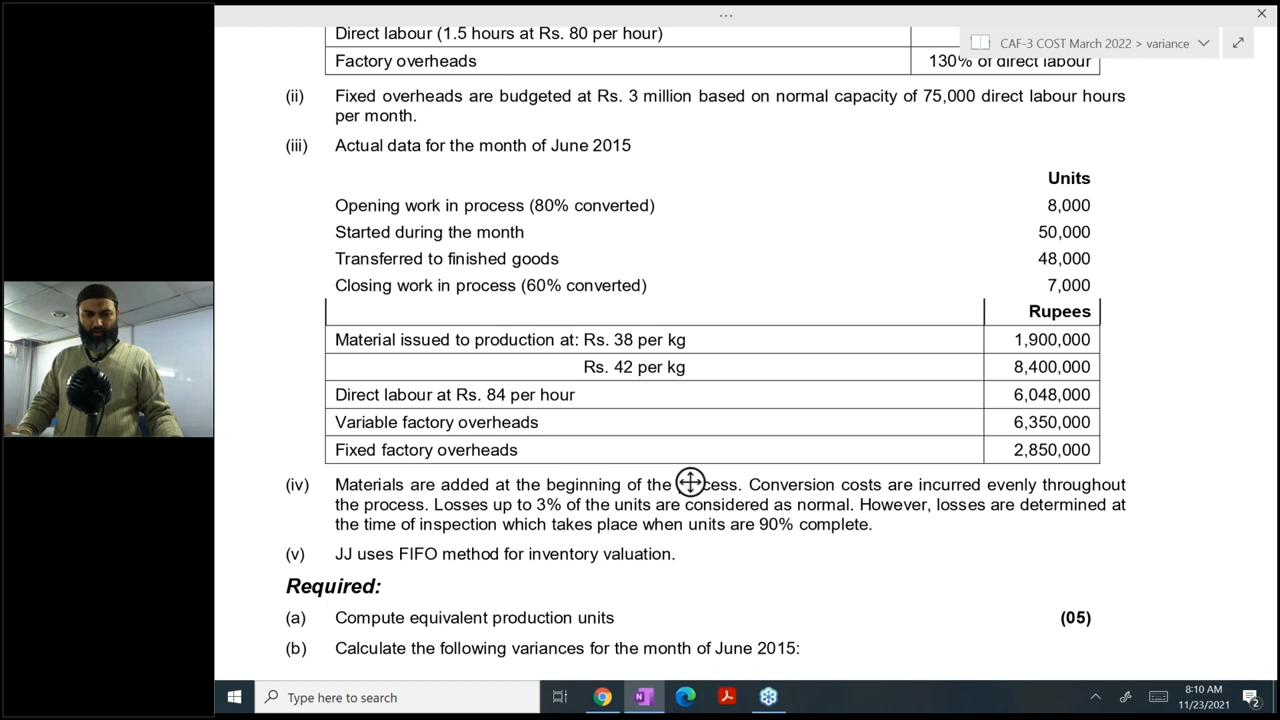 Direct labour (1.5 hours at Rs. 80 per hour)
CAF-3 COST March 2022 > variance
Factory overheads 130% of direct labour
(ii) Fixed overheads are budgeted at Rs. 3 million based on normal capacity of 75,000 direct labour hours
per month.
(iii) Actual data for the month of June 2015
Units
Opening work in process (80% converted) 8,000
Started during the month 50,000
Transferred to finished goods 48,000
Closing work in process (60% converted) 7,000
Rupees
Material issued to production at: Rs. 38 per kg 1,900,000
Rs. 42 per kg 8,400,000
Direct labour at Rs. 84 per hour 6,048,000
Variable factory overheads 6,350,000
Fixed factory overheads 2,850,000
(iv) Materials are added at the beginning of the process. Conversion costs are incurred evenly throughout
the process. Losses up to 3% of the units are considered as normal. However, losses are determined at
the time of inspection which takes place when units are 90% complete.
(v) JJ uses FIFO method for inventory valuation.
Required:
(a) Compute equivalent production units (05)
(b) Calculate the following variances for the month of June 2015:
Type here to search
8:10 AM
11/23/2021
2